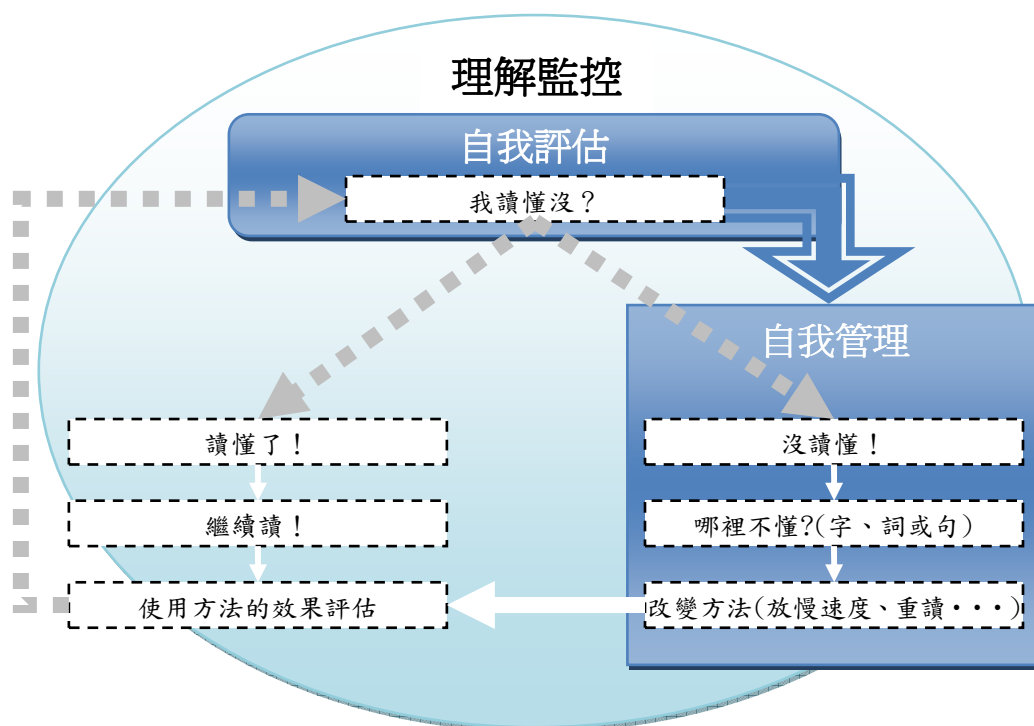 理解監控
自我評估
我讀懂沒？
自我管理
讀懂了！
沒讀懂！
繼續讀！
哪裡不懂?(字、詞或句)
使用方法的效果評估
改變方法(放慢速度、重讀・・・)